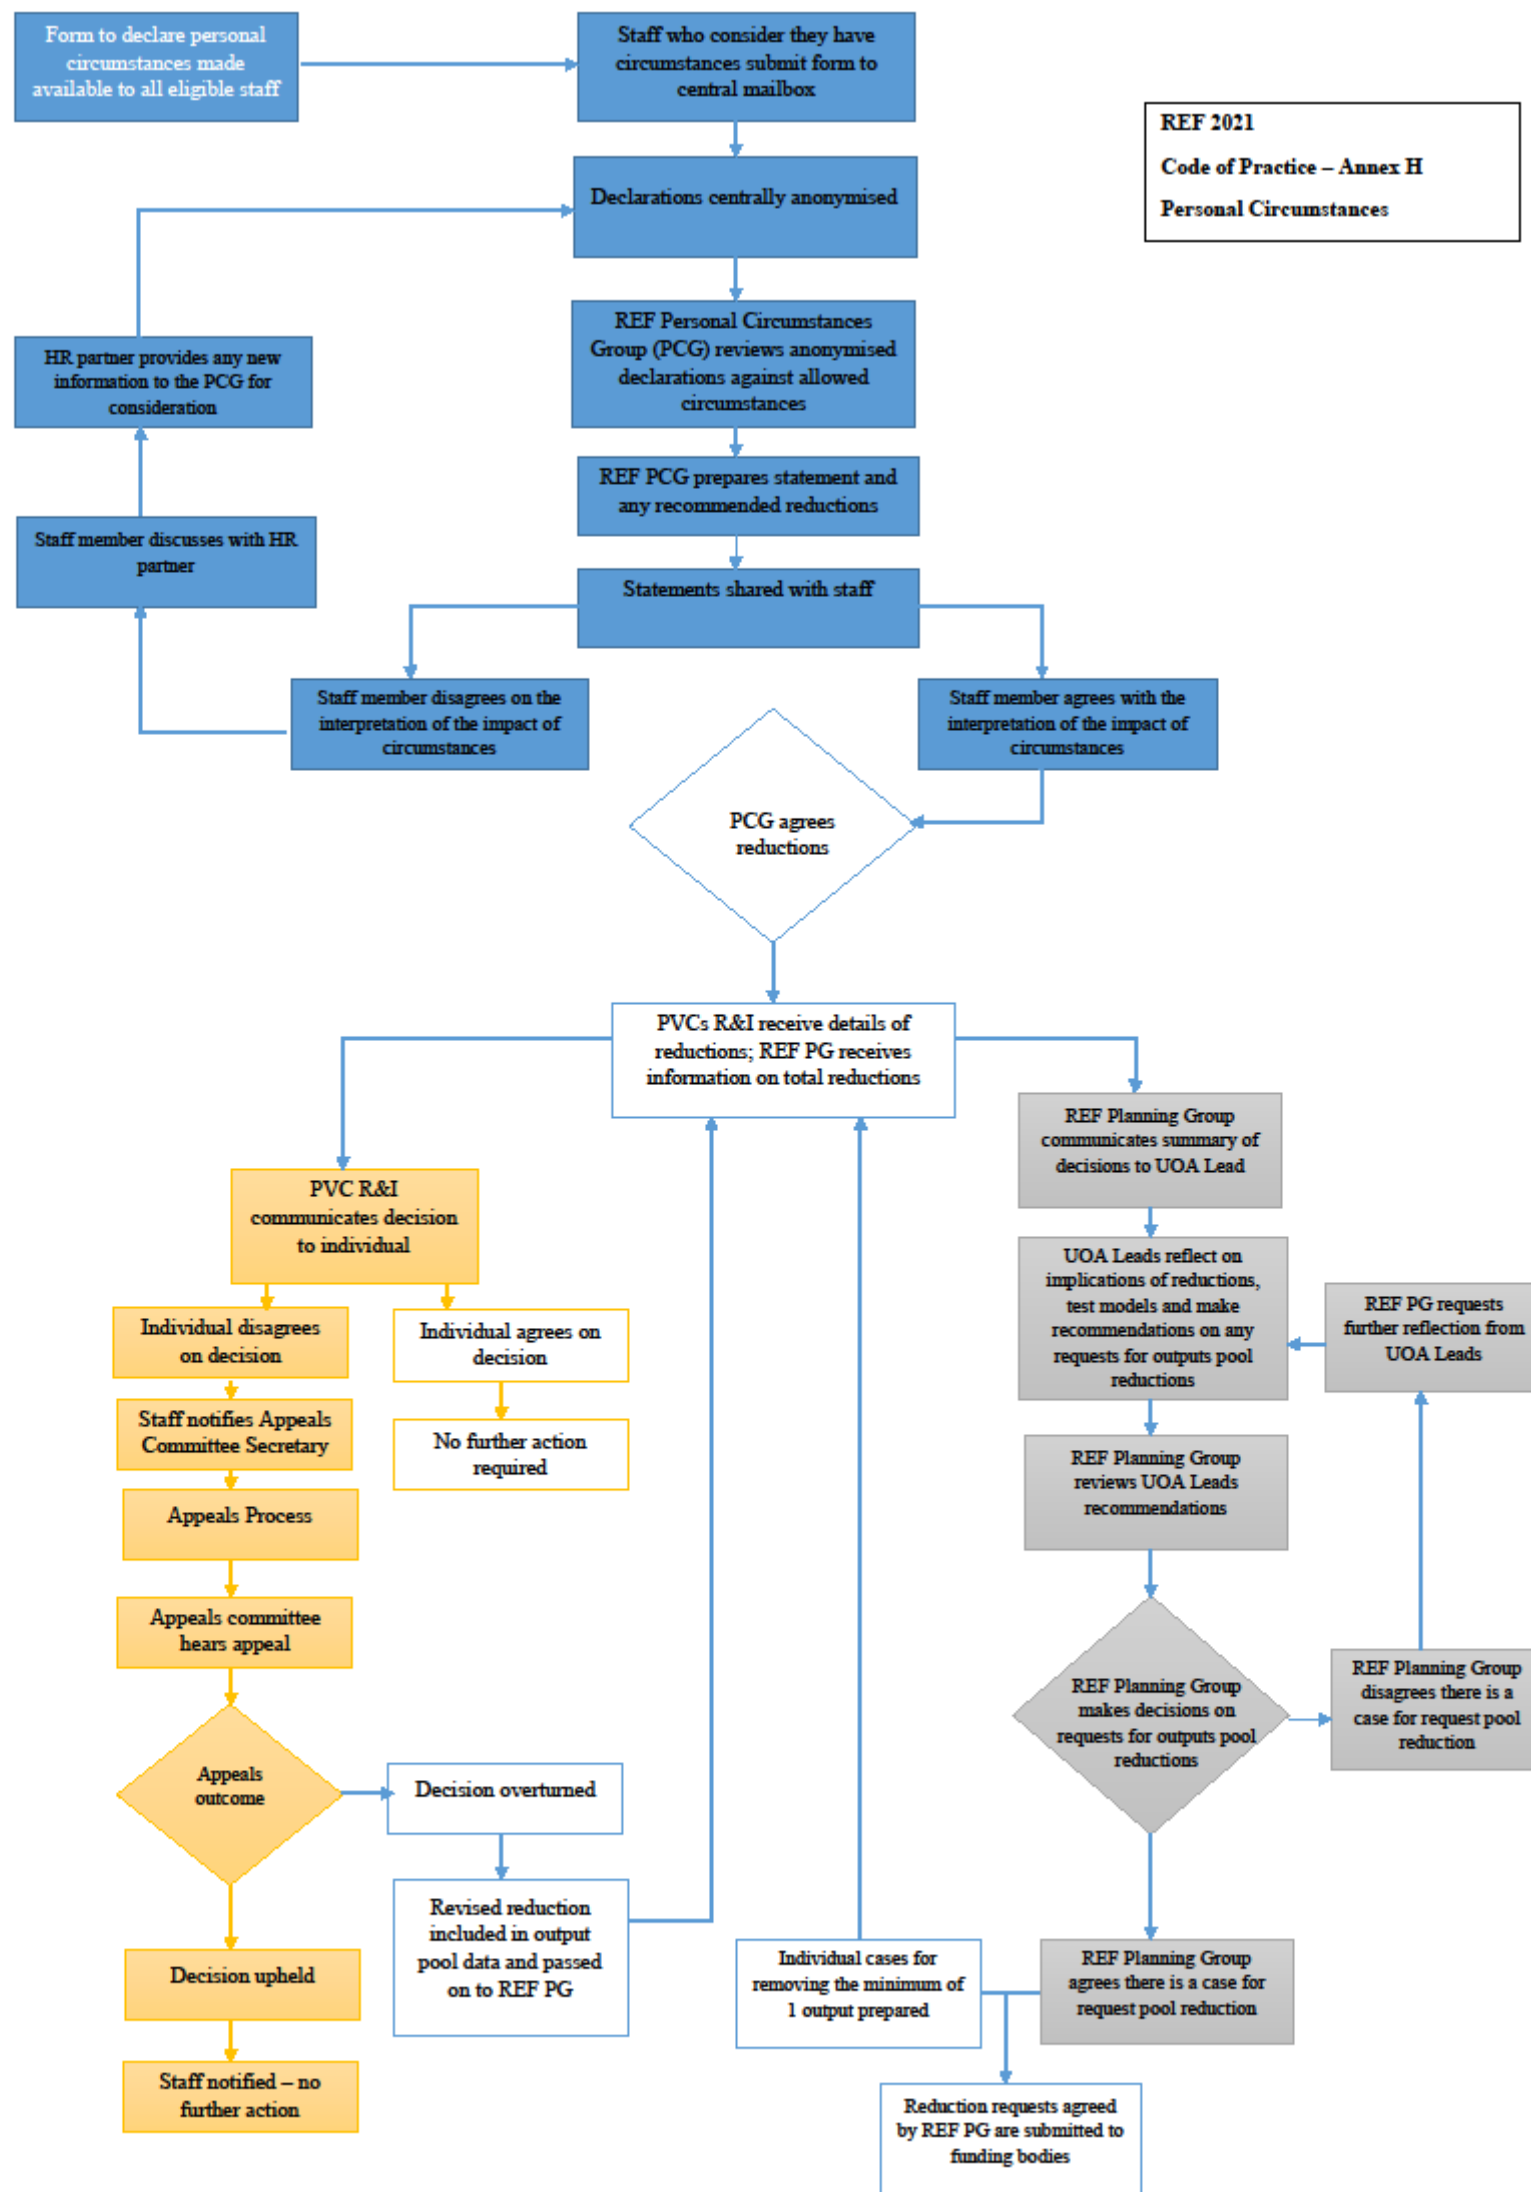 Form to declare personal
circumstances made
available to all eligible staff
Staff who consider they have
circumstances submit form to
central mailbox
REF 2021
Code of Practice – Annex H
Personal Circumstances
Declarations centrally anonymised
REF Personal Circumstances
Group (PCG) reviews anonymised
declarations against allowed
circumstances
HR partner provides any new
information to the PCG for
consideration
REF PCG prepares statement and
any recommended reductions
Staff member discusses with HR
partner
Statements shared with staff
Staff member disagrees on the
interpretation of the impact of
circumstances
Staff member agrees with the
interpretation of the impact of
circumstances
PCG agrees
reductions
PVCs R&I receive details of
reductions; REF PG receives
information on total reductions
REF Planning Group
communicates summary of
decisions to UOA Lead
PVC R&I
communicates decision
to individual
UOA Leads reflect on
implications of reductions,
test models and make
recommendations on any
requests for outputs pool
reductions
REF PG requests
further reflection from
UOA Leads
Individual disagrees
on decision
Individual agrees on
decision
Staff notifies Appeals
Committee Secretary
No further action
required
REF Planning Group
reviews UOA Leads
recommendations
Appeals Process
Appeals committee
hears appeal
REF Planning Group
makes decisions on
requests for outputs pool
reductions
REF Planning Group
disagrees there is a
case for request pool
reduction
Appeals
outcome
Decision overturned
Revised reduction
included in output
pool data and passed
on to REF PG
Decision upheld
Individual cases for
removing the minimum of
1 output prepared
REF Planning Group
agrees there is a case for
request pool reduction
Staff notified – no
further action
Reduction requests agreed
by REF PG are submitted to
funding bodies